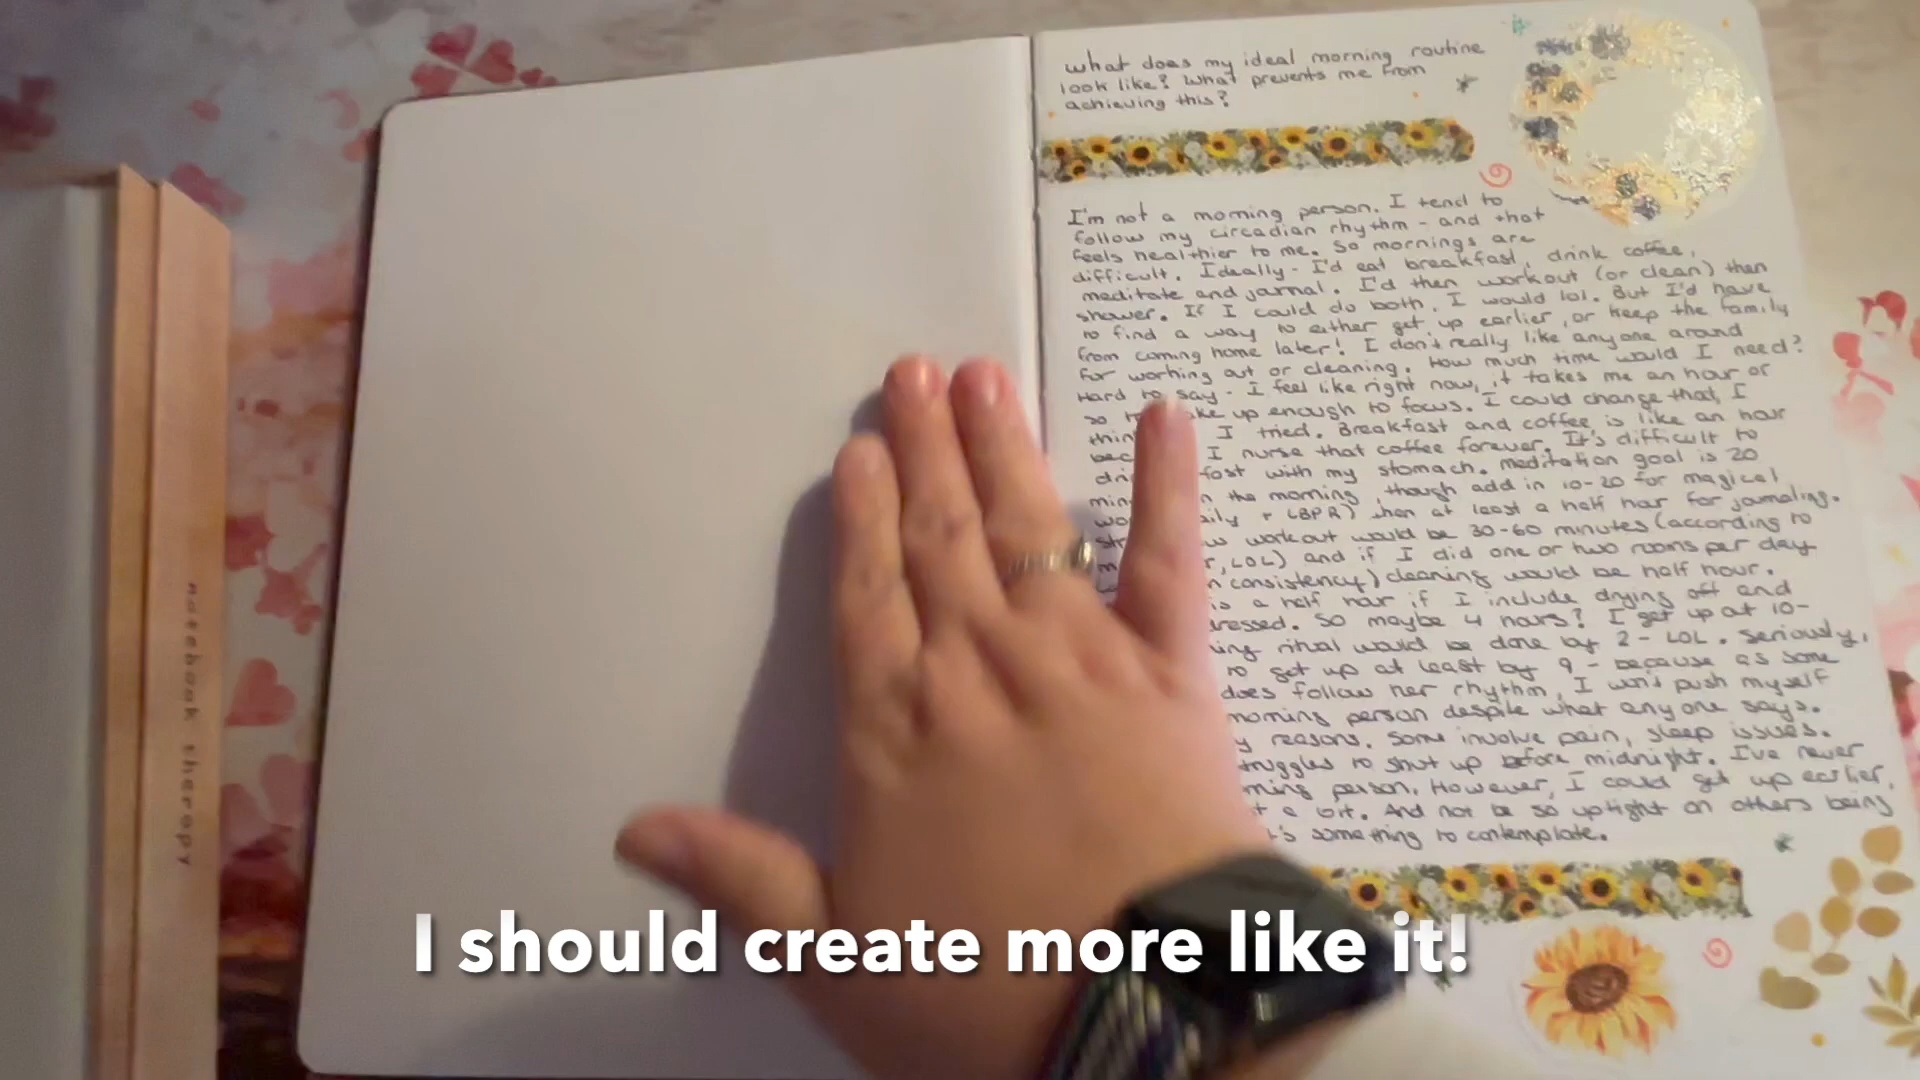 what does my ideal morning routine
look like? What prevents me from
achieving this?
I'm not a morning person. I tend to
follow my circadian rhythm - and that
feels healthier to me. So mornings are
difficult. Ideally - I'd eat breakfast, drink coffee,
meditate and journal. I'd then workout (or clean) then
shower. If I could do both, I would lol. But I'd have
to find a way to either get up earlier, or keep the family
from coming home later! I don't really like anyone around
for working out or cleaning. How much time would I need?
Hard to say - I feel like right now, it takes me an hour or
so to up enough to focus. I could change that, I
I tried. Breakfast and coffee is like an hour
I nurse that coffee forever. It's difficult to
fast with my stomach. Meditation goal is 20
the morning, though add in 10-20 for magical
+ LBPR) then at least a half hour for journaling.
workout would be 30-60 minutes (according to
, LOL) and if I did one or two rooms per day
consistency) cleaning would be half hour.
is a half hour if I include drying off and
So maybe 4 hours? I get up at 10-
ritual would be done by 2 - LOL. Seriously,
to get up at least by 9 - because as some
does follow her rhythm, I won't push myself
morning person despite what anyone says.
reasons. Some involve pain, sleep issues.
to shut up before midnight. I've never
person. However, I could get up earlier,
a bit. And not be so uptight on others being
something to contemplate.
notebook therapy
I should create more like it!